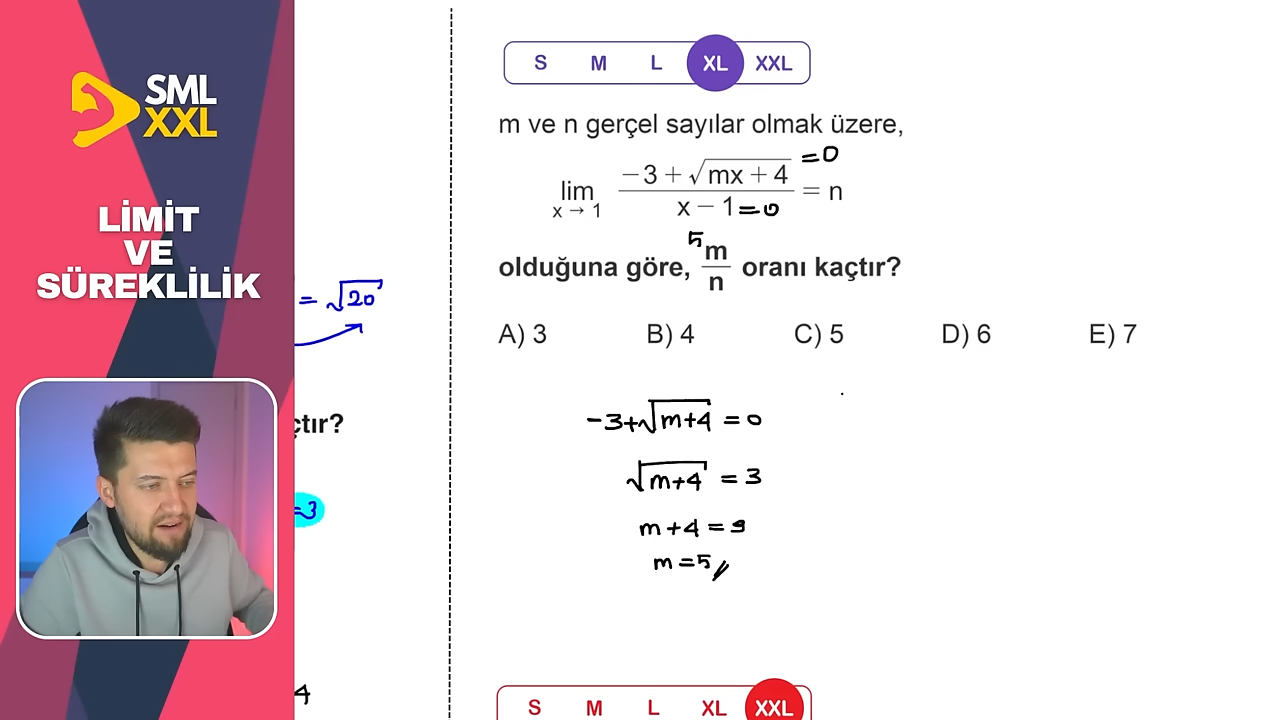 SML
XXL
LİMİT
VE
SÜREKLİLİK
= √20
çtır?
=3
4
S M L XL XXL
m ve n gerçel sayılar olmak üzere,
lim x → 1 (−3 + √(mx + 4)) / (x − 1) = n
=0
=0
5
olduğuna göre, m/n oranı kaçtır?
A) 3 B) 4 C) 5 D) 6 E) 7
-3+√(m+4) = 0
√(m+4) = 3
m+4 = 9
m = 5
S M L XL XXL